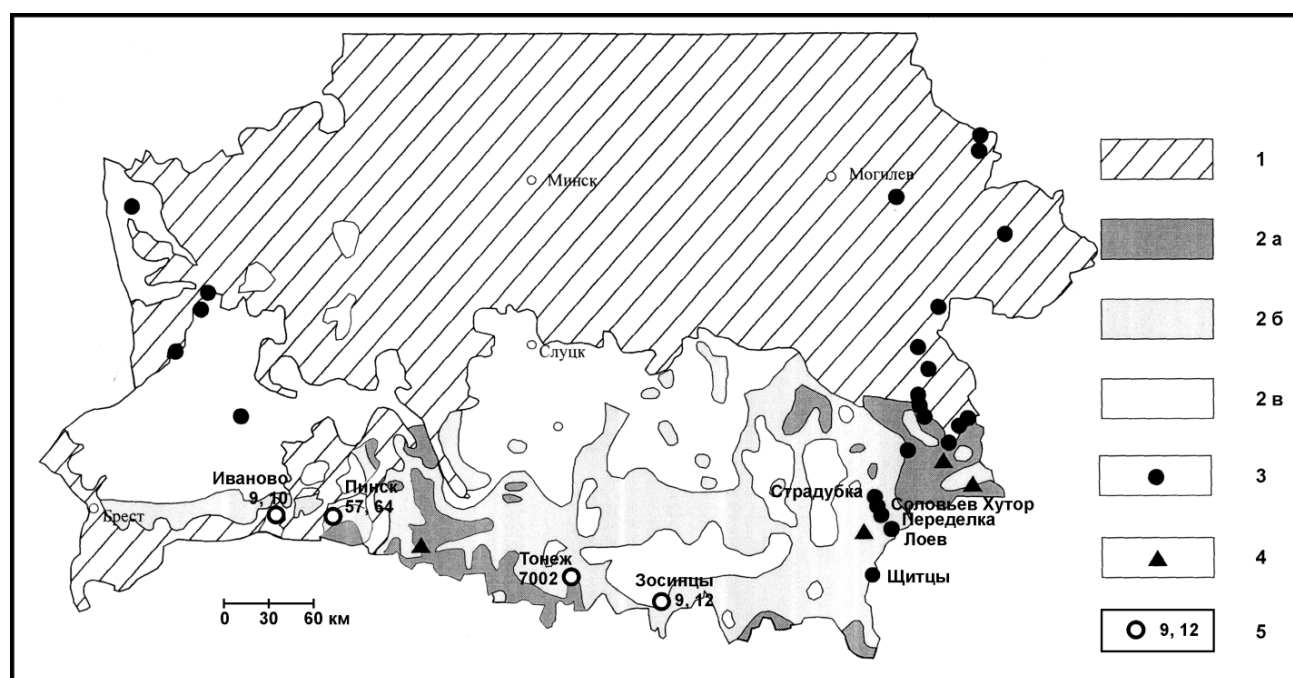 Минск
Могилев
1
2 а
2 б
Слуцк
2 в
3
Иваново
9, 10
Пинск
57, 64
Страдубка
Соловьев Хутор
Брест
Переделка
Лоев
4
Тонеж
7002
Зосинцы
9, 12
Щитцы
0 30 60 км
9, 12 5